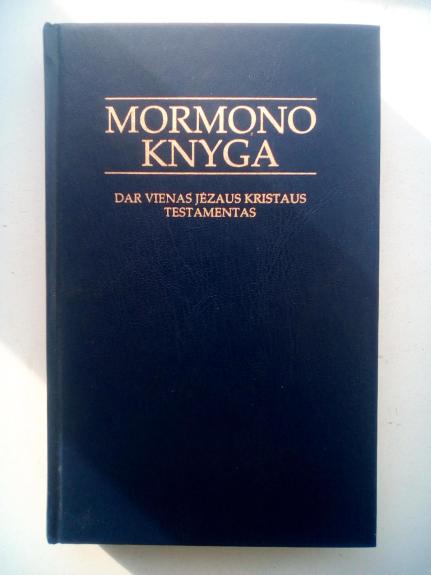 MORMONO
KNYGA
DAR VIENAS JĖZAUS KRISTAUS
TESTAMENTAS